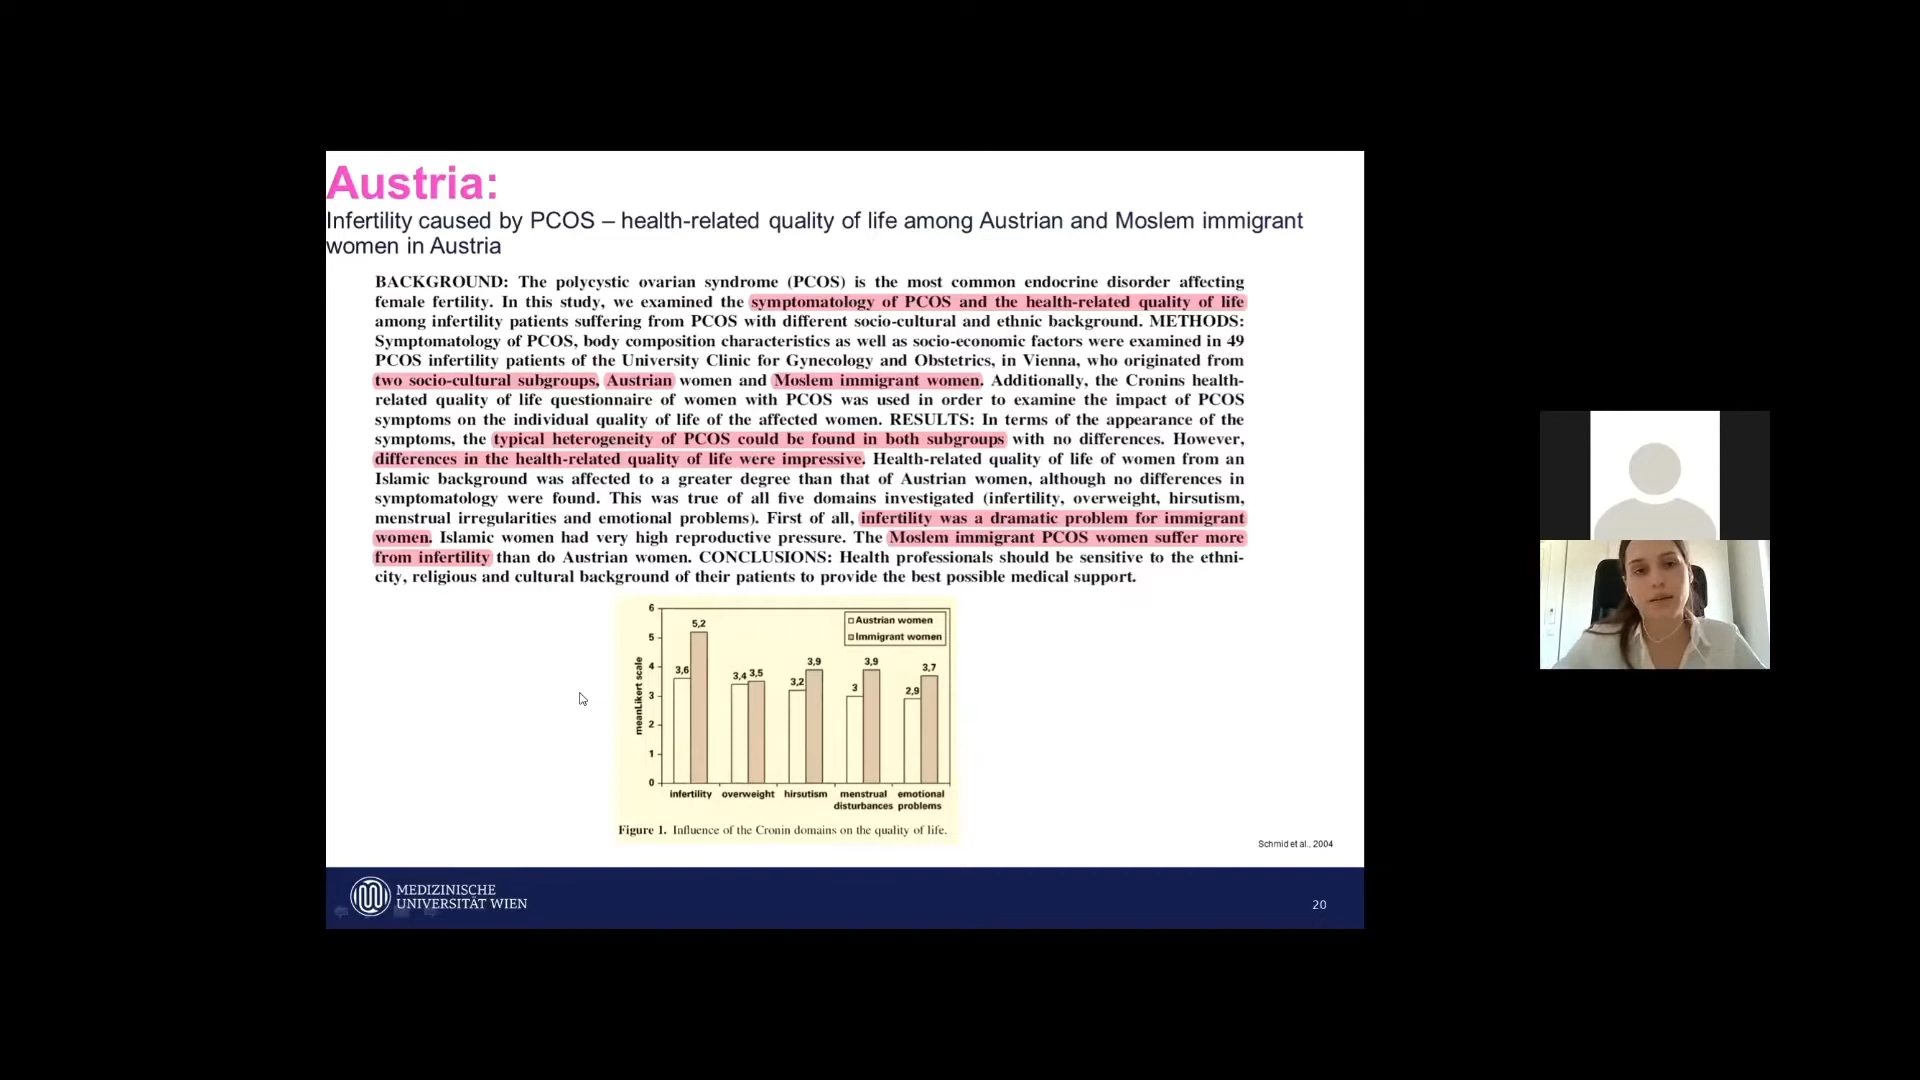 Austria:
Infertility caused by PCOS – health-related quality of life among Austrian and Moslem immigrant
women in Austria
BACKGROUND: The polycystic ovarian syndrome (PCOS) is the most common endocrine disorder affecting
female fertility. In this study, we examined the symptomatology of PCOS and the health-related quality of life
among infertility patients suffering from PCOS with different socio-cultural and ethnic background. METHODS:
Symptomatology of PCOS, body composition characteristics as well as socio-economic factors were examined in 49
PCOS infertility patients of the University Clinic for Gynecology and Obstetrics, in Vienna, who originated from
two socio-cultural subgroups, Austrian women and Moslem immigrant women. Additionally, the Cronins health-
related quality of life questionnaire of women with PCOS was used in order to examine the impact of PCOS
symptoms on the individual quality of life of the affected women. RESULTS: In terms of the appearance of the
symptoms, the typical heterogeneity of PCOS could be found in both subgroups with no differences. However,
differences in the health-related quality of life were impressive. Health-related quality of life of women from an
Islamic background was affected to a greater degree than that of Austrian women, although no differences in
symptomatology were found. This was true of all five domains investigated (infertility, overweight, hirsutism,
menstrual irregularities and emotional problems). First of all, infertility was a dramatic problem for immigrant
women. Islamic women had very high reproductive pressure. The Moslem immigrant PCOS women suffer more
from infertility than do Austrian women. CONCLUSIONS: Health professionals should be sensitive to the ethni-
city, religious and cultural background of their patients to provide the best possible medical support.
meanLikert scale
6
5
4
3
2
1
0
Austrian women
Immigrant women
3,6
5,2
3,4
3,5
3,2
3,9
3
3,9
2,9
3,7
infertility
overweight
hirsutism
menstrual
disturbances
emotional
problems
Figure 1. Influence of the Cronin domains on the quality of life.
Schmid et al., 2004
MEDIZINISCHE
UNIVERSITÄT WIEN
20